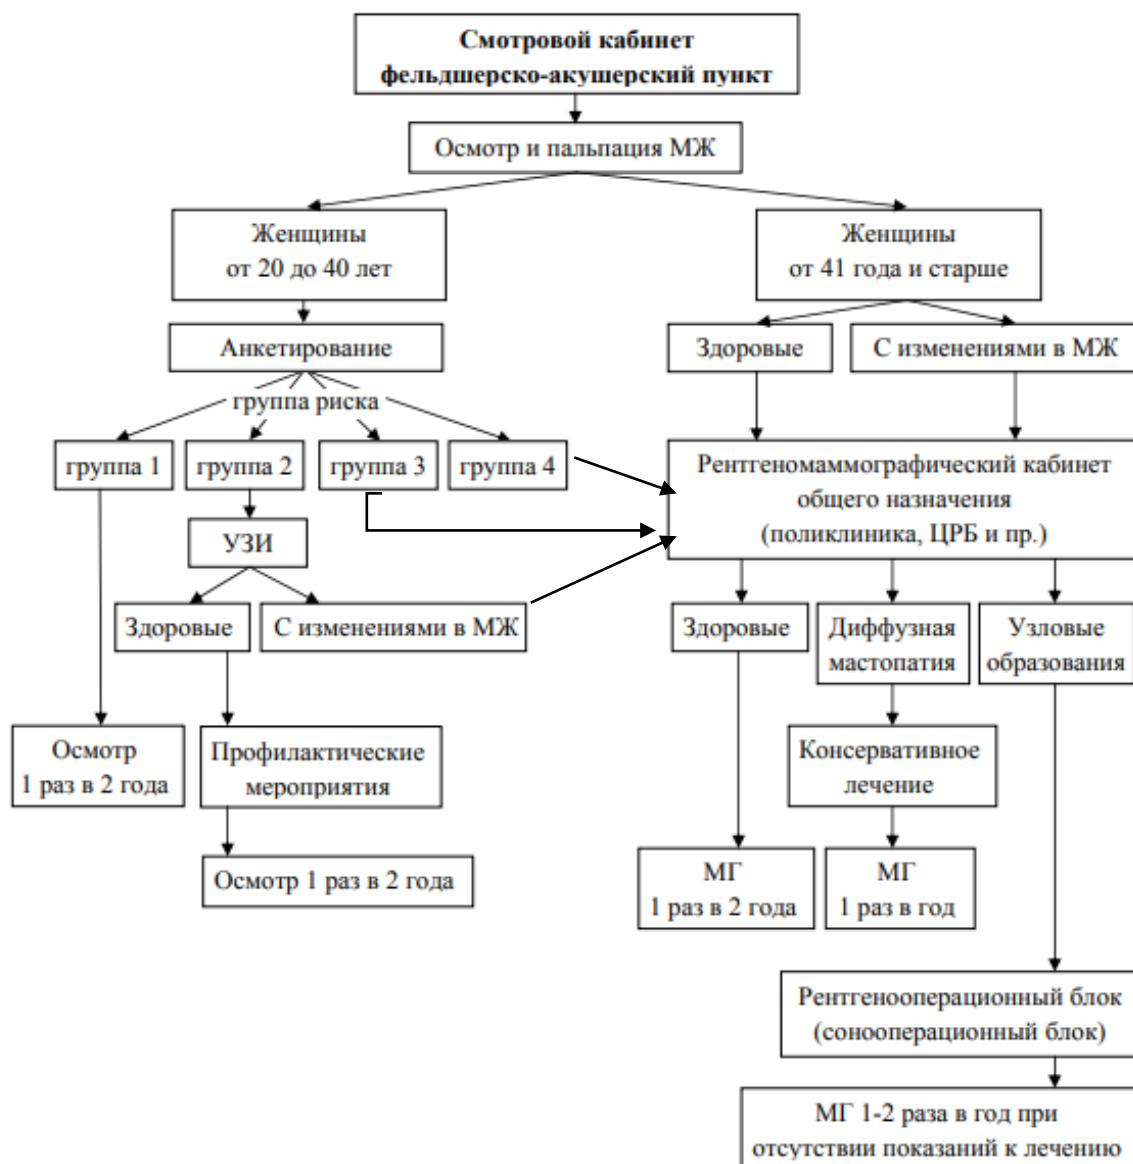 Смотровой кабинет
фельдшерско-акушерский пункт
Осмотр и пальпация МЖ
Женщины
от 20 до 40 лет
Женщины
от 41 года и старше
Анкетирование
Здоровые
С изменениями в МЖ
группа риска
группа 1
группа 2
группа 3
группа 4
Рентгеномаммографический кабинет
общего назначения
(поликлиника, ЦРБ и пр.)
УЗИ
Здоровые
С изменениями в МЖ
Здоровые
Диффузная
мастопатия
Узловые
образования
Осмотр
1 раз в 2 года
Профилактические
мероприятия
Консервативное
лечение
Осмотр 1 раз в 2 года
МГ
1 раз в 2 года
МГ
1 раз в год
Рентгенооперационный блок
(сонооперационный блок)
МГ 1-2 раза в год при
отсутствии показаний к лечению